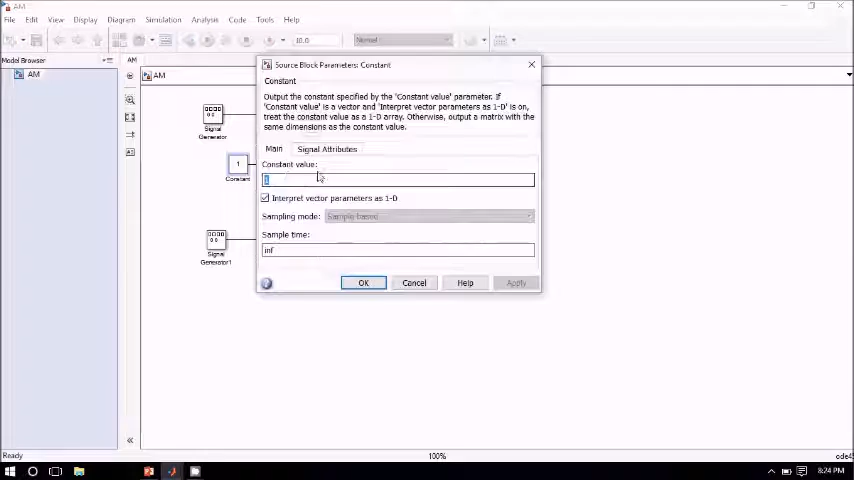 AM
File Edit View Display Diagram Simulation Analysis Code Tools Help
10.0 Normal
Model Browser AM
AM AM
Source Block Parameters: Constant
Constant
Output the constant specified by the 'Constant value' parameter. If
'Constant value' is a vector and 'Interpret vector parameters as 1-D' is on,
treat the constant value as a 1-D array. Otherwise, output a matrix with the
same dimensions as the constant value.
Main Signal Attributes
Constant value:
1
Interpret vector parameters as 1-D
Sampling mode: Sample based
Sample time:
inf
OK Cancel Help Apply
Signal
Generator
1
Constant
Signal
Generator1
Ready 100% ode45
8:24 PM